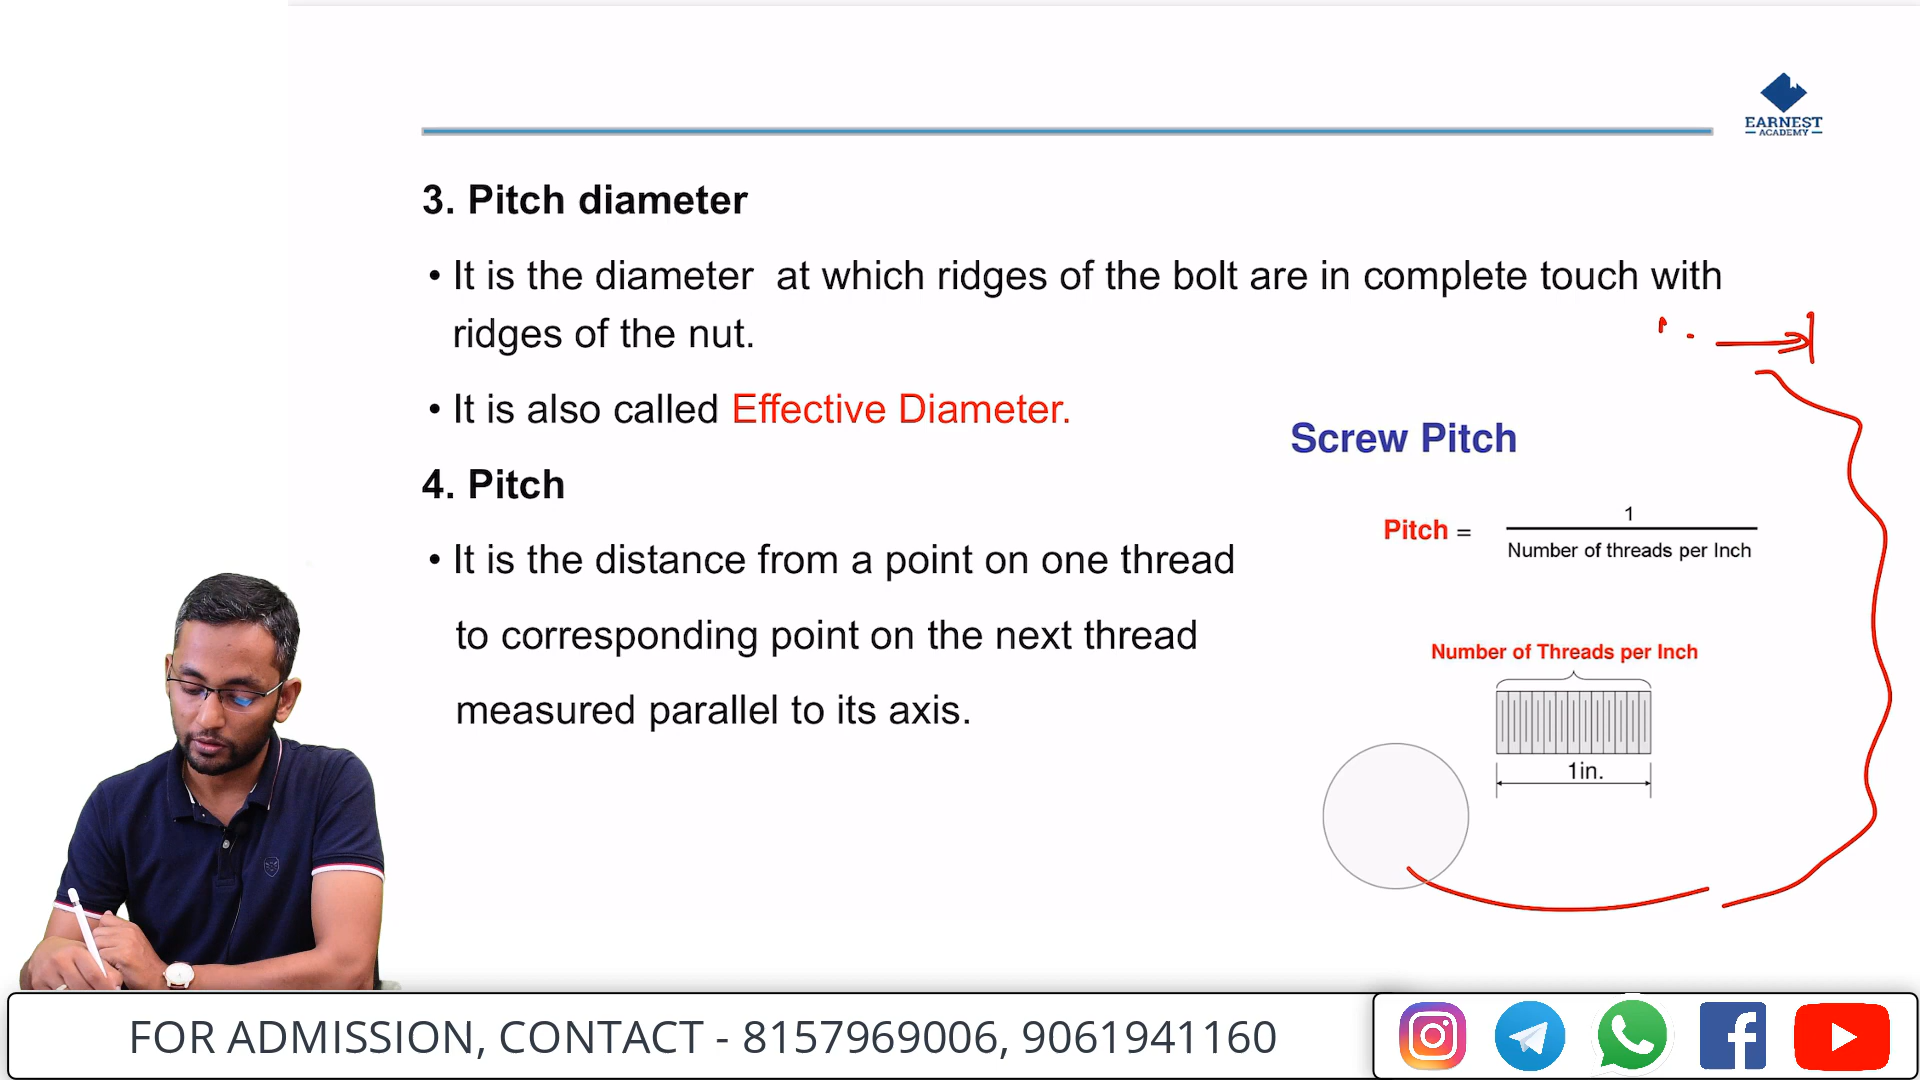 EARNEST
ACADEMY
3. Pitch diameter
• It is the diameter at which ridges of the bolt are in complete touch with
ridges of the nut.
• It is also called Effective Diameter.
4. Pitch
• It is the distance from a point on one thread
to corresponding point on the next thread
measured parallel to its axis.
Screw Pitch
Pitch = 1
Number of threads per Inch
Number of Threads per Inch
1in.
FOR ADMISSION, CONTACT - 8157969006, 9061941160